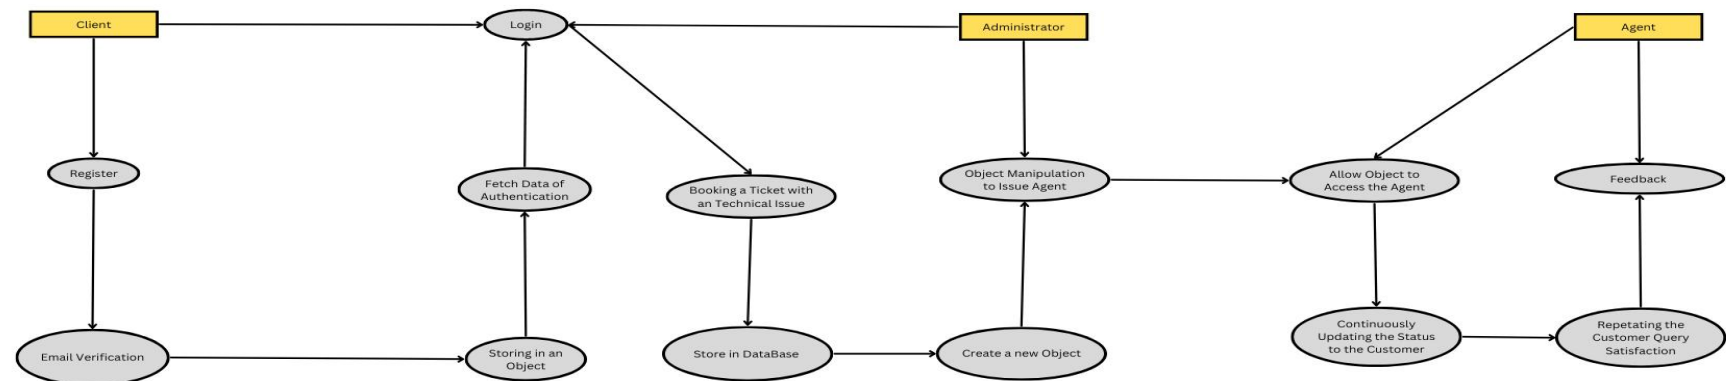 Client
Login
Administrator
Agent
Register
Fetch Data of
Authentication
Booking a Ticket with
an Technical Issue
Object Manipulation
to Issue Agent
Allow Object to
Access the Agent
Feedback
Email Verification
Storing in an
Object
Store in DataBase
Create a new Object
Continuously
Updating the Status
to the Customer
Repetating the
Customer Query
Satisfaction